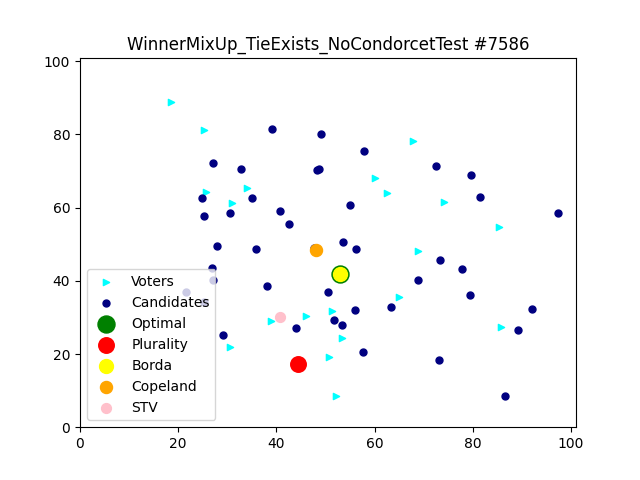 WinnerMixUp_TieExists_NoCondorcetTest #7586
100
80
60
40
20
0
0 20 40 60 80 100
Voters
Candidates
Optimal
Plurality
Borda
Copeland
STV